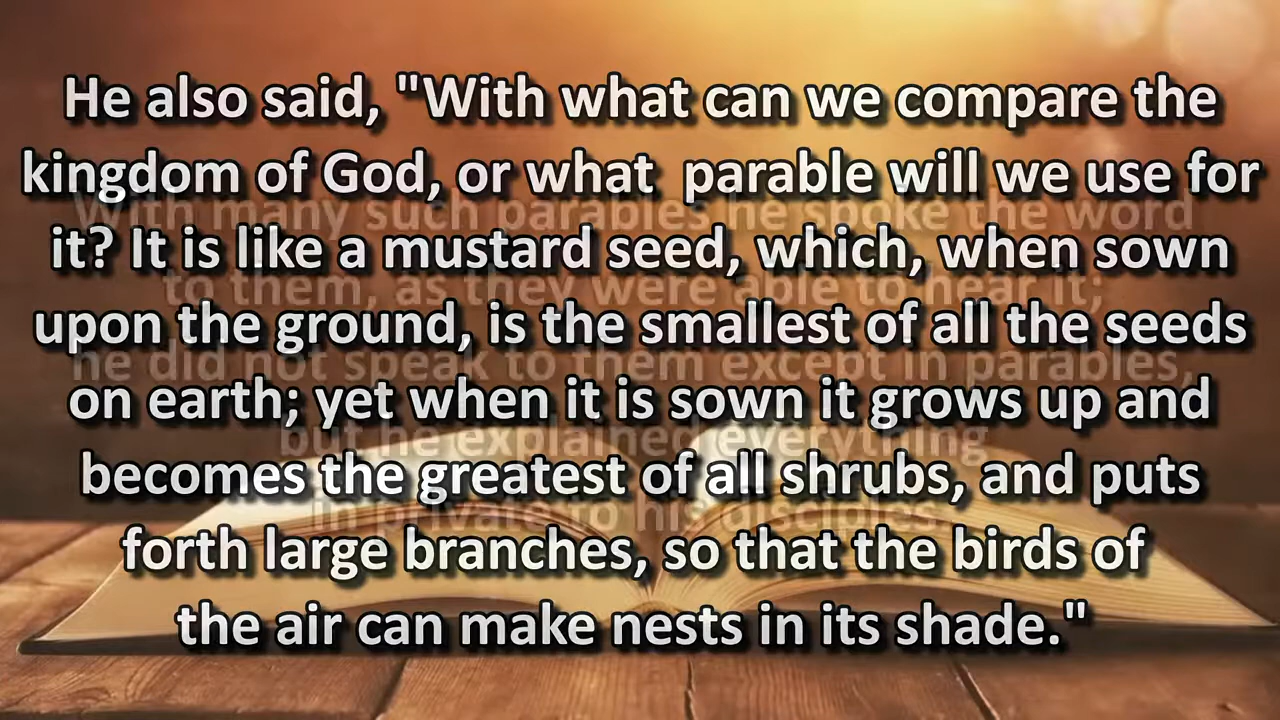 He also said, "With what can we compare the
kingdom of God, or what  parable will we use for
it? It is like a mustard seed, which, when sown
upon the ground, is the smallest of all the seeds
on earth; yet when it is sown it grows up and
becomes the greatest of all shrubs, and puts
forth large branches, so that the birds of
the air can make nests in its shade."
With many such parables he spoke the word
to them, as they were able to hear it;
he did not speak to them except in parables,
but he explained everything
in private to his disciples.